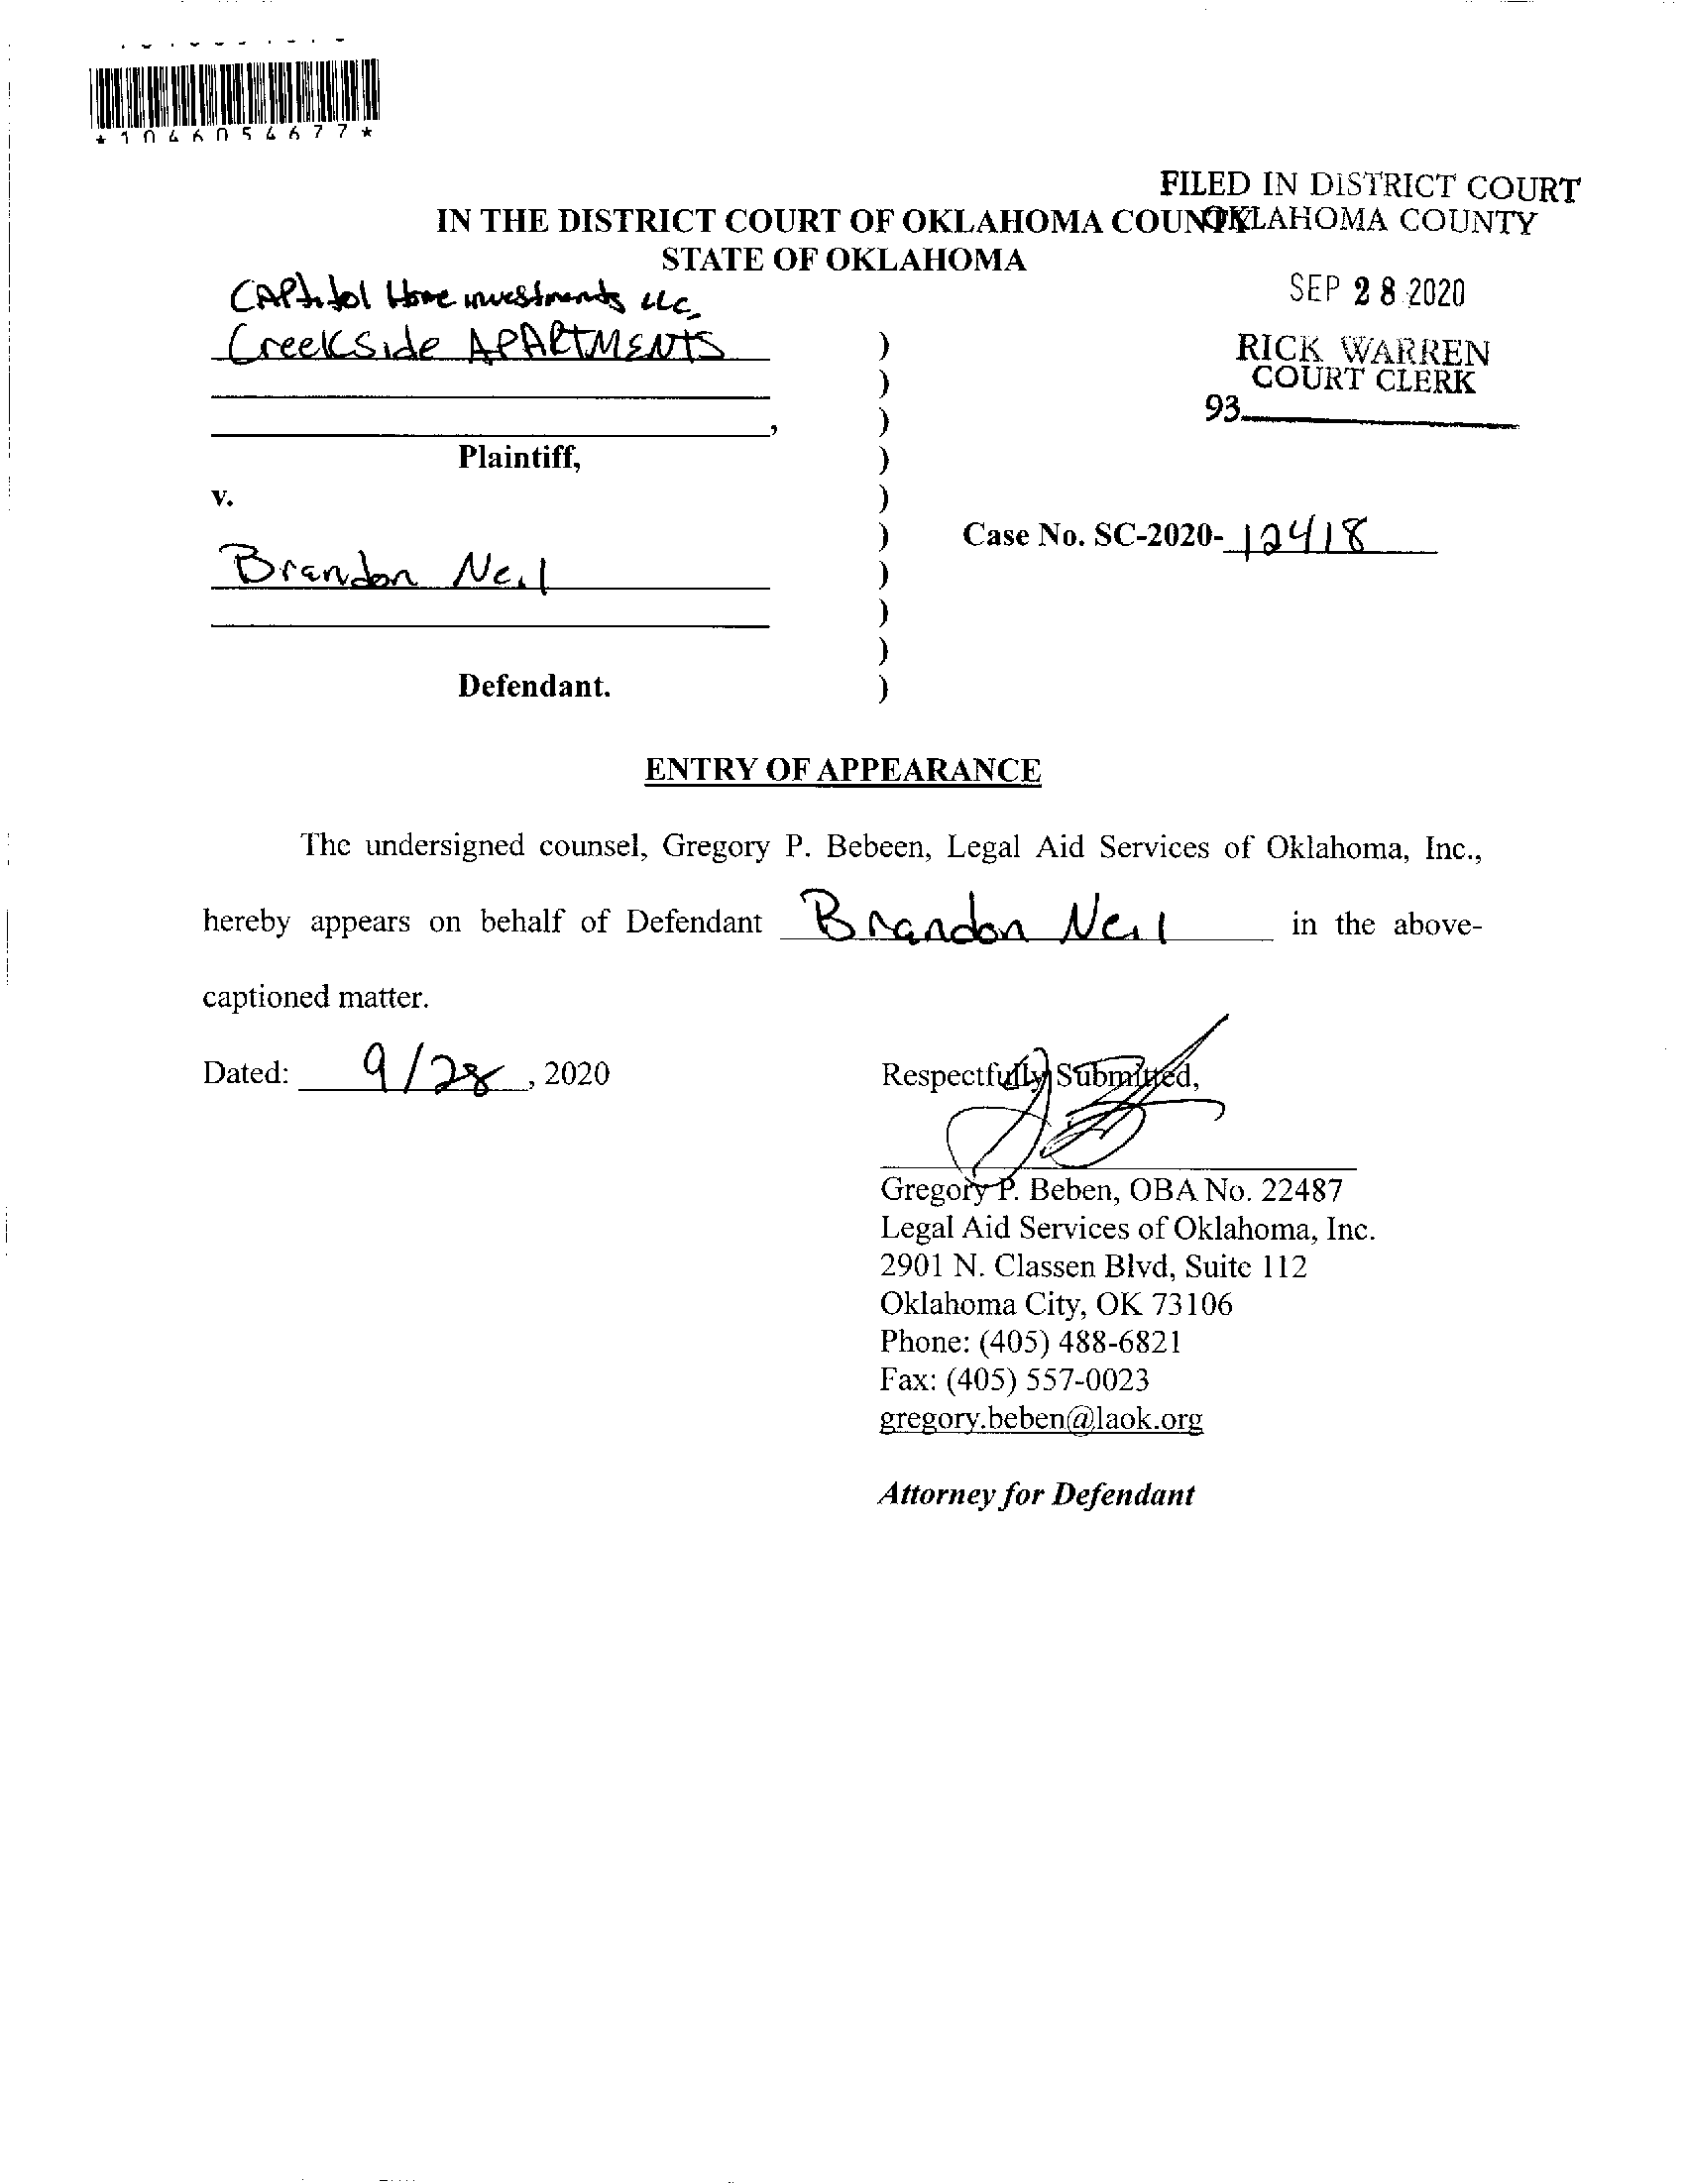 *1046054677*
FILED IN DISTRICT COURT
OKLAHOMA COUNTY
IN THE DISTRICT COURT OF OKLAHOMA COUNTY
STATE OF OKLAHOMA
SEP 28 2020
RICK WARREN
COURT CLERK
93
CAPitol Home investments LLC,
Creekside APARTMENTS
)
)
)
,
Plaintiff, )
v. )
Case No. SC-2020- 12418
)
Brandon Neil )
)
)
Defendant. )
ENTRY OF APPEARANCE
The undersigned counsel, Gregory P. Bebeen, Legal Aid Services of Oklahoma, Inc.,
hereby appears on behalf of Defendant Brandon Neil in the above-
captioned matter.
Dated: 9/28, 2020
Respectfully Submitted,
Gregory P. Beben, OBA No. 22487
Legal Aid Services of Oklahoma, Inc.
2901 N. Classen Blvd, Suite 112
Oklahoma City, OK 73106
Phone: (405) 488-6821
Fax: (405) 557-0023
gregory.beben@laok.org
Attorney for Defendant